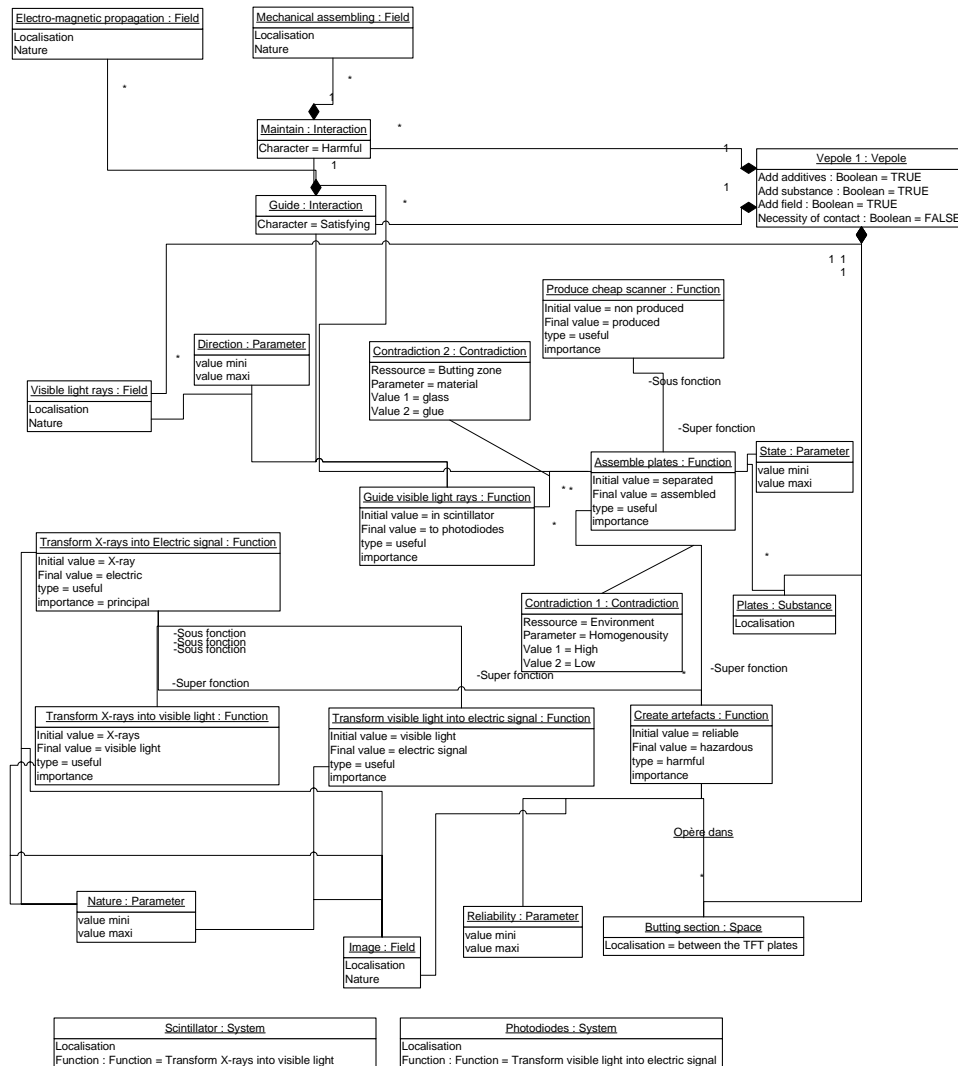 Electro-magnetic propagation : Field
Localisation
Nature
Mechanical assembling : Field
Localisation
Nature
*
*
1
Maintain : Interaction
Character = Harmful
*
1
1
Vepole 1 : Vepole
Add additives : Boolean = TRUE
Add substance : Boolean = TRUE
Add field : Boolean = TRUE
Necessity of contact : Boolean = FALSE
Guide : Interaction
Character = Satisfying
*
1
1 1
1
Produce cheap scanner : Function
Initial value = non produced
Final value = produced
type = useful
importance
Direction : Parameter
value mini
value maxi
Contradiction 2 : Contradiction
Ressource = Butting zone
Parameter = material
Value 1 = glass
Value 2 = glue
*
Visible light rays : Field
Localisation
Nature
-Sous fonction
-Super fonction
Assemble plates : Function
Initial value = separated
Final value = assembled
type = useful
importance
State : Parameter
value mini
value maxi
Guide visible light rays : Function
Initial value = in scintillator
Final value = to photodiodes
type = useful
importance
* *
*
*
Transform X-rays into Electric signal : Function
Initial value = X-ray
Final value = electric
type = useful
importance = principal
Contradiction 1 : Contradiction
Ressource = Environment
Parameter = Homogenousity
Value 1 = High
Value 2 = Low
Plates : Substance
Localisation
-Sous fonction
-Sous fonction
-Sous fonction
-Super fonction
-Super fonction
*
-Super fonction
Transform X-rays into visible light : Function
Initial value = X-rays
Final value = visible light
type = useful
importance
Transform visible light into electric signal : Function
Initial value = visible light
Final value = electric signal
type = useful
importance
Create artefacts : Function
Initial value = reliable
Final value = hazardous
type = harmful
importance
Opère dans
*
Nature : Parameter
value mini
value maxi
Image : Field
Localisation
Nature
Reliability : Parameter
value mini
value maxi
Butting section : Space
Localisation = between the TFT plates
Scintillator : System
Localisation
Function : Function = Transform X-rays into visible light
Photodiodes : System
Localisation
Function : Function = Transform visible light into electric signal